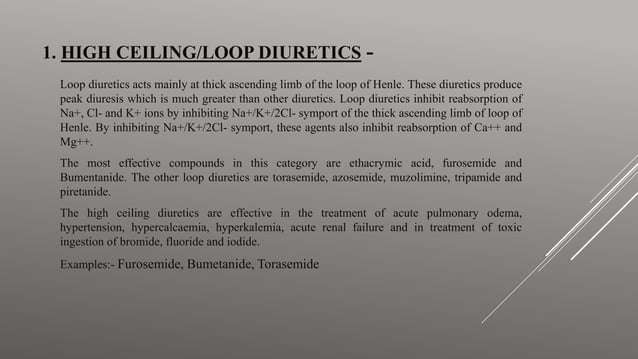 1. HIGH CEILING/LOOP DIURETICS -
Loop diuretics acts mainly at thick ascending limb of the loop of Henle. These diuretics produce
peak diuresis which is much greater than other diuretics. Loop diuretics inhibit reabsorption of
Na+, Cl- and K+ ions by inhibiting Na+/K+/2Cl- symport of the thick ascending limb of loop of
Henle. By inhibiting Na+/K+/2Cl- symport, these agents also inhibit reabsorption of Ca++ and
Mg++.
The most effective compounds in this category are ethacrymic acid, furosemide and
Bumentanide. The other loop diuretics are torasemide, azosemide, muzolimine, tripamide and
piretanide.
The high ceiling diuretics are effective in the treatment of acute pulmonary odema,
hypertension, hypercalcaemia, hyperkalemia, acute renal failure and in treatment of toxic
ingestion of bromide, fluoride and iodide.
Examples:- Furosemide, Bumetanide, Torasemide